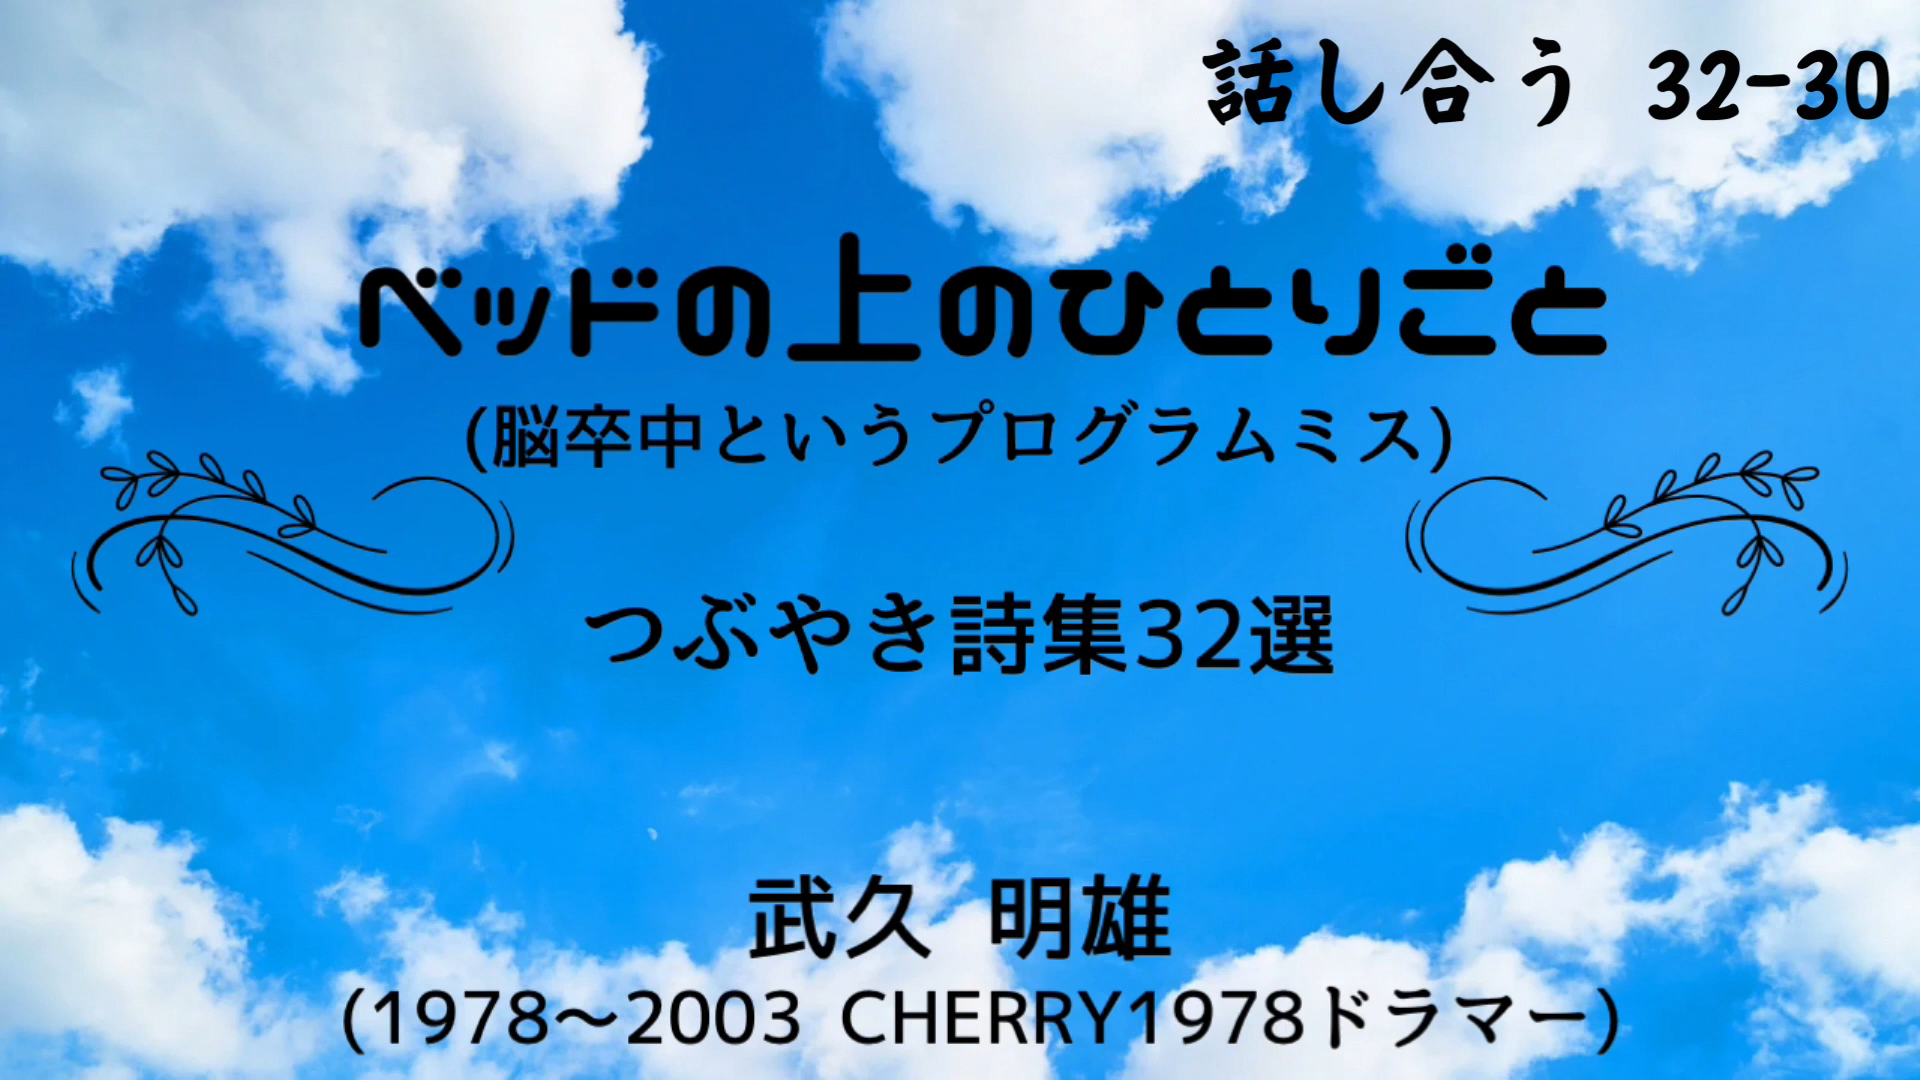 話し合う 32-30
ベッドの上のひとりごと
(脳卒中というプログラムミス)
つぶやき詩集32選
武久 明雄
(1978～2003 CHERRY1978ドラマー)